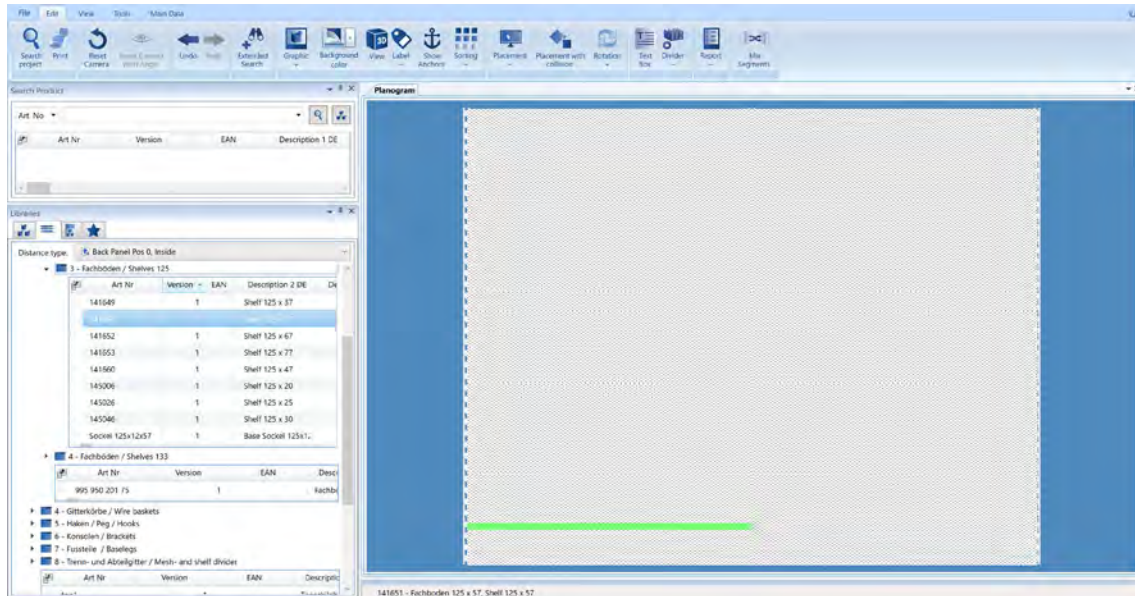 File Edit View Tools Main Data
Search project
Print
Reset Camera
Undo
Extended Search
Graphic
Background color
View
Label
Show Anchors
Sorting
Placement
Placement with collision
Rotation
Text Box
Divider
Report
Mix Segments
Search Product
Art No
Art Nr Version EAN Description 1 DE
Libraries
Distance type. Back Panel Pos 0, Inside
3 - Fachböden / Shelves 125
Art Nr Version EAN Description 2 DE
141649 1 Shelf 125 x 37
141652 1 Shelf 125 x 67
141653 1 Shelf 125 x 77
141660 1 Shelf 125 x 47
145006 1 Shelf 125 x 20
145026 1 Shelf 125 x 25
145046 1 Shelf 125 x 30
Sockel 125x12x57 1 Base Sockel 125x1..
4 - Fachböden / Shelves 133
Art Nr Version EAN Descri
995 950 201 75 1 Fachbö
4 - Gitterkörbe / Wire baskets
5 - Haken / Peg / Hooks
6 - Konsolen / Brackets
7 - Fussteile / Baselegs
8 - Trenn- und Abteilgitter / Mesh- and shelf divider
Art Nr Version EAN Descriptic
Planogram
141651 - Fachboden 125 x 57, Shelf 125 x 57